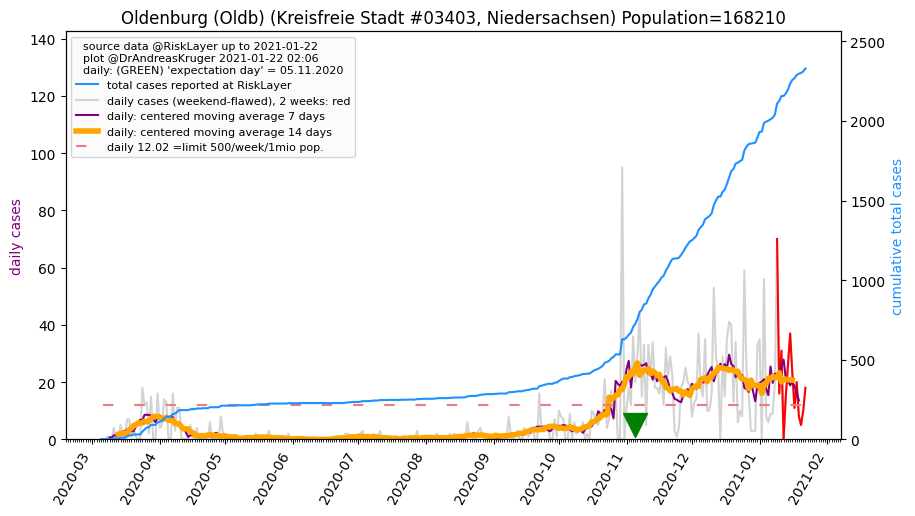 Oldenburg (Oldb) (Kreisfreie Stadt #03403, Niedersachsen) Population=168210
source data @RiskLayer up to 2021-01-22
plot @DrAndreasKruger 2021-01-22 02:06
daily: (GREEN) 'expectation day' = 05.11.2020
total cases reported at RiskLayer
daily cases (weekend-flawed), 2 weeks: red
daily: centered moving average 7 days
daily: centered moving average 14 days
daily 12.02 =limit 500/week/1mio pop.
daily cases
140
120
100
80
60
40
20
0
cumulative total cases
2500
2000
1500
1000
500
0
2020-03
2020-04
2020-05
2020-06
2020-07
2020-08
2020-09
2020-10
2020-11
2020-12
2021-01
2021-02